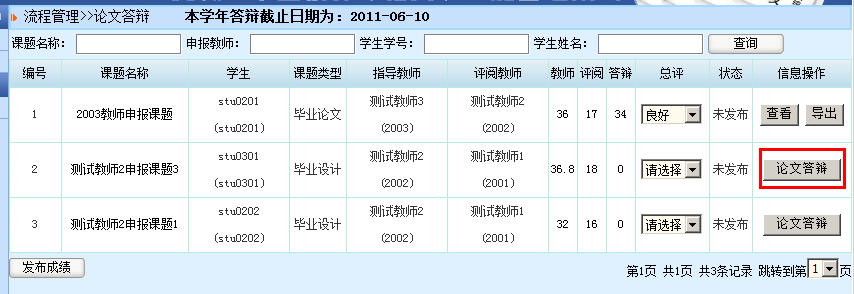 流程管理>>论文答辩 本学年答辩截止日期为：2011-06-10
课题名称： 申报教师： 学生学号： 学生姓名： 查询
编号 课题名称 学生 课题类型 指导教师 评阅教师 教师 评阅 答辩 总评 状态 信息操作
1 2003教师申报课题 stu0201 (stu0201) 毕业论文 测试教师3 (2003) 测试教师2 (2002) 36 17 34 良好 未发布 查看 导出
2 测试教师2申报课题3 stu0301 (stu0301) 毕业设计 测试教师2 (2002) 测试教师1 (2001) 36.8 18 0 请选择 未发布 论文答辩
3 测试教师2申报课题1 stu0202 (stu0202) 毕业设计 测试教师2 (2002) 测试教师1 (2001) 32 16 0 请选择 未发布 论文答辩
发布成绩 第1页 共1页 共3条记录 跳转到第 1 页